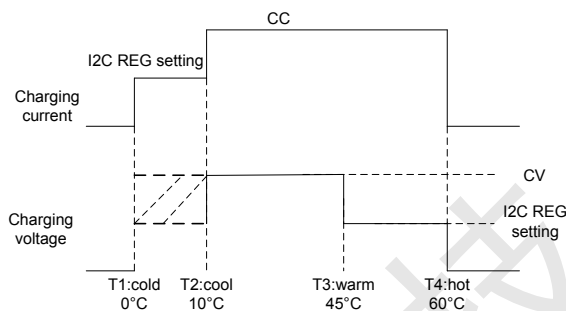 CC
I2C REG setting
Charging
current
CV
Charging
voltage
I2C REG
setting
T1:cold
0°C
T2:cool
10°C
T3:warm
45°C
T4:hot
60°C